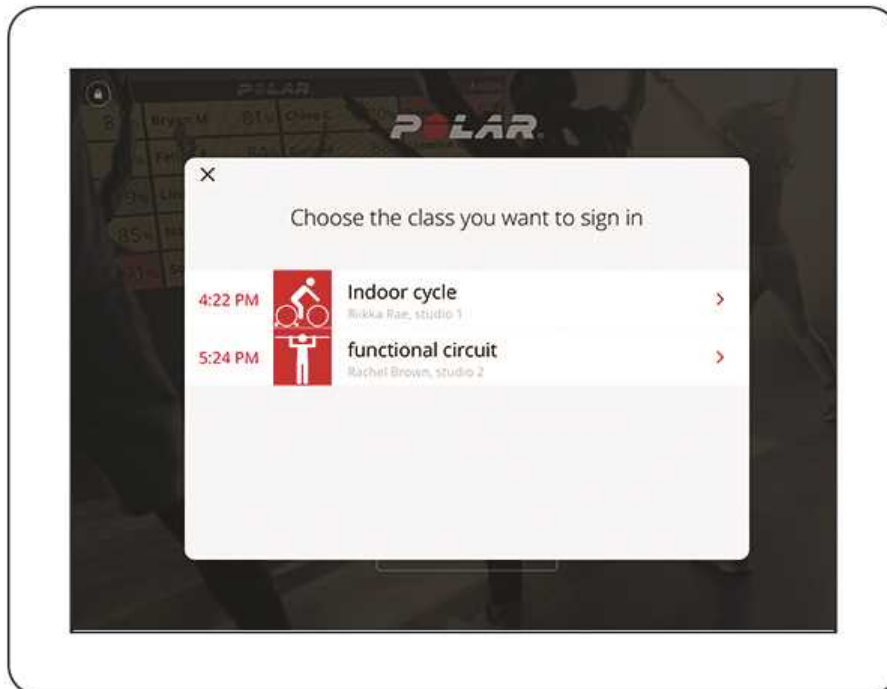 POLAR
Choose the class you want to sign in
4:22 PM
Indoor cycle
Riikka Rae, studio 1
5:24 PM
functional circuit
Rachel Brown, studio 2